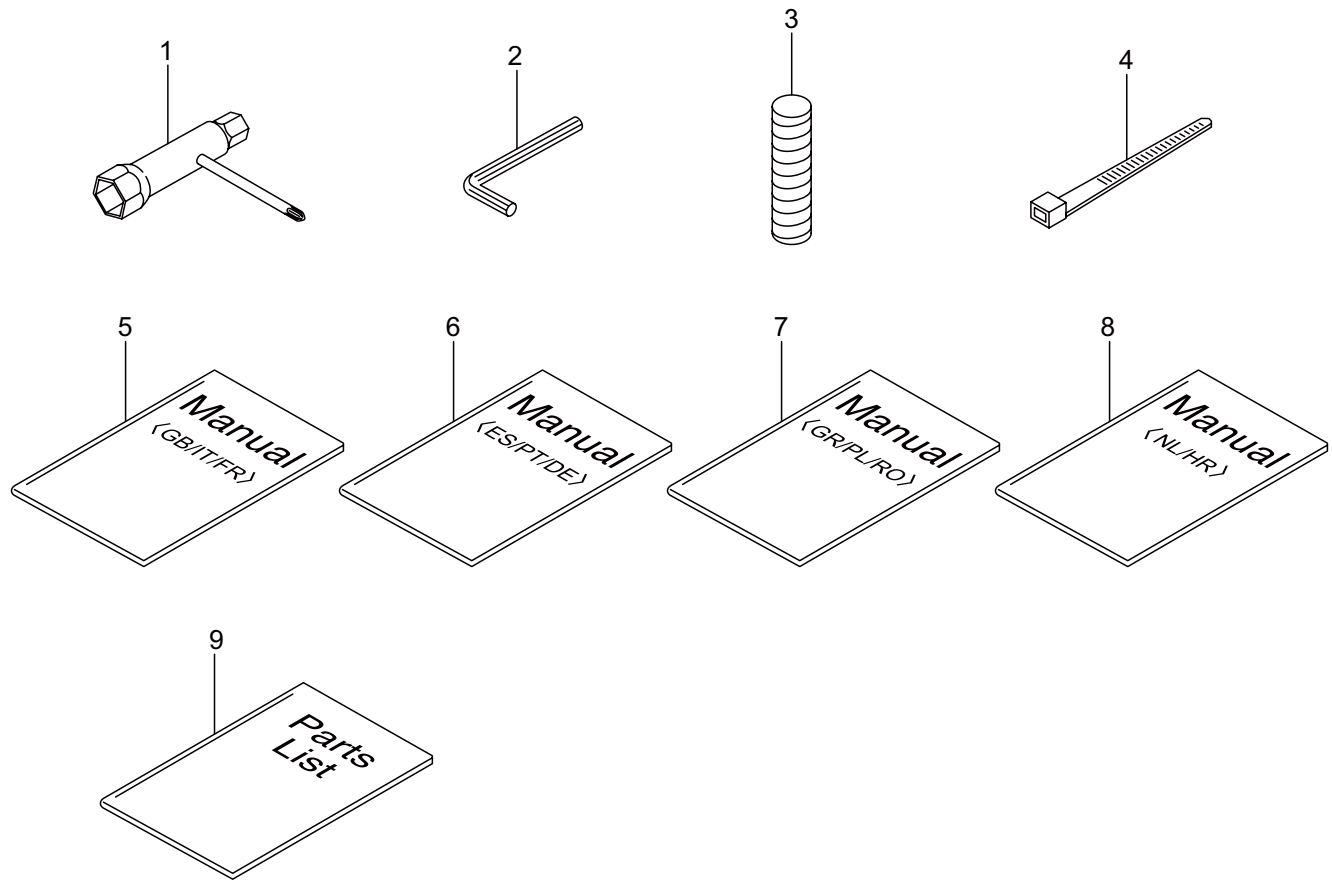 1
2
3
4
5
6
7
8
Manual
〈GB/IT/FR〉
Manual
〈ES/PT/DE〉
Manual
〈GR/PL/RO〉
Manual
〈NL/HR〉
9
Parts
List